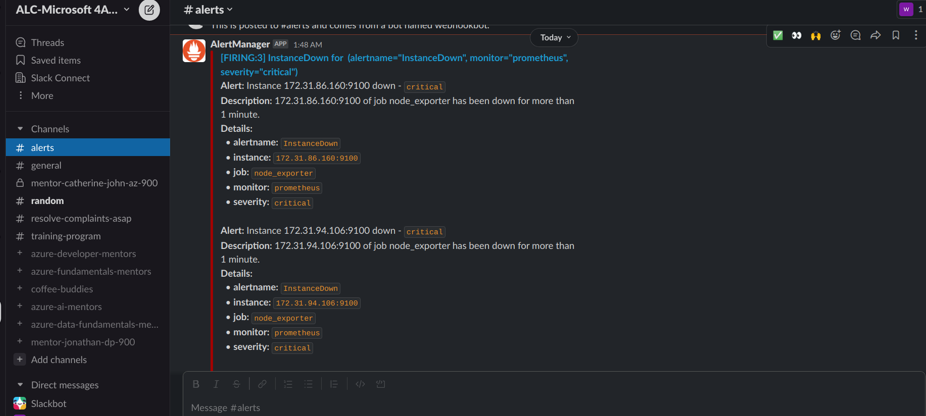 ALC-Microsoft 4A...
Threads
Saved items
Slack Connect
More
Channels
# alerts
# general
mentor-catherine-john-az-900
# random
# resolve-complaints-asap
# training-program
+ azure-developer-mentors
+ azure-fundamentals-mentors
+ coffee-buddies
+ azure-ai-mentors
+ azure-data-fundamentals-me...
+ mentor-jonathan-dp-900
+ Add channels
Direct messages
Slackbot
# alerts
W 1
This is posted to #alerts and comes from a bot named webhookbot.
Today
AlertManager APP 1:48 AM
[FIRING:3] InstanceDown for (alertname="InstanceDown", monitor="prometheus",
severity="critical")
Alert: Instance 172.31.86.160:9100 down - critical
Description: 172.31.86.160:9100 of job node_exporter has been down for more than
1 minute.
Details:
• alertname: InstanceDown
• instance: 172.31.86.160:9100
• job: node_exporter
• monitor: prometheus
• severity: critical
Alert: Instance 172.31.94.106:9100 down - critical
Description: 172.31.94.106:9100 of job node_exporter has been down for more than
1 minute.
Details:
• alertname: InstanceDown
• instance: 172.31.94.106:9100
• job: node_exporter
• monitor: prometheus
• severity: critical
B I S
Message #alerts